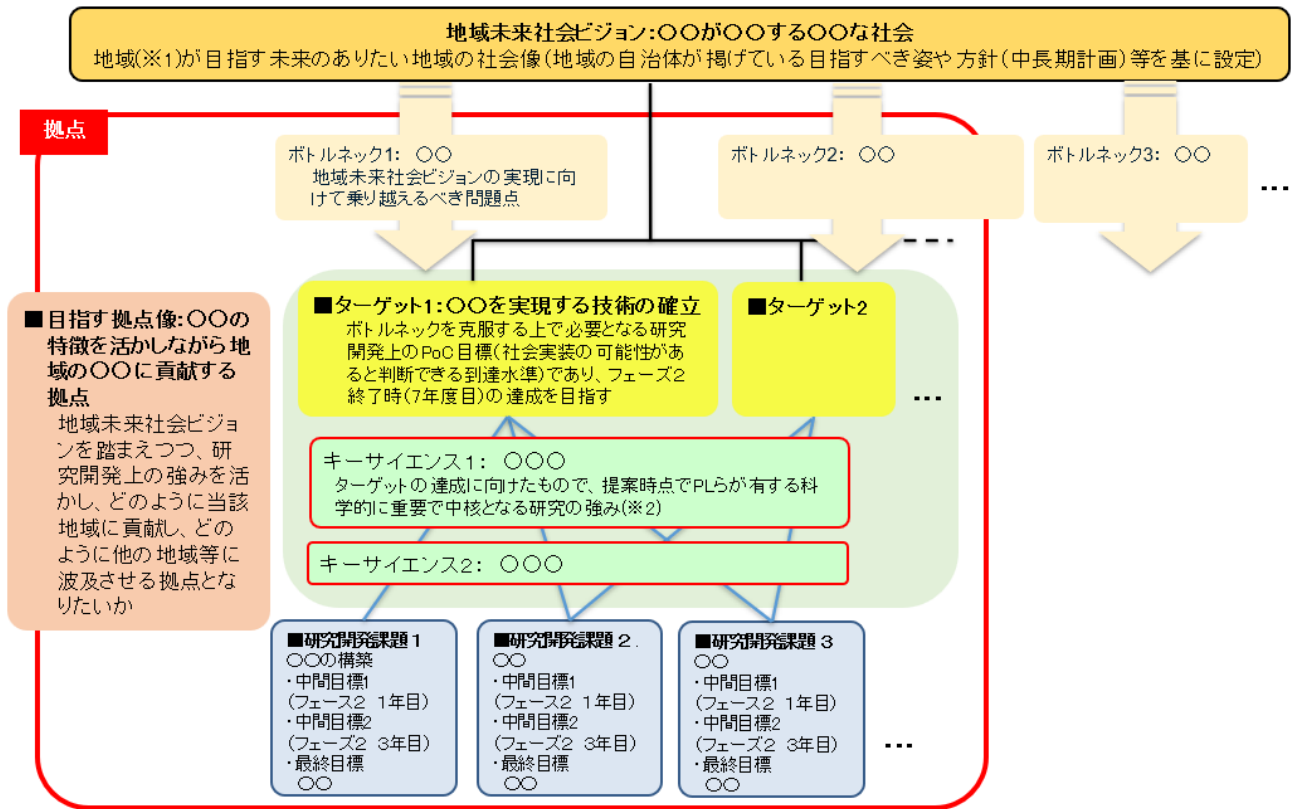 地域未来社会ビジョン:〇〇が〇〇する〇〇な社会
地域(※1)が目指す未来のありたい地域の社会像(地域の自治体が掲げている目指すべき姿や方針(中長期計画)等を基に設定)
拠点
ボトルネック1: 〇〇
地域未来社会ビジョンの実現に向
けて乗り越えるべき問題点
ボトルネック2: 〇〇
ボトルネック3: 〇〇
…
■目指す拠点像:〇〇の
特徴を活かしながら地
域の〇〇に貢献する
拠点
地域未来社会ビジョ
ンを踏まえつつ、研
究開発上の強みを活
かし、どのように当該
地域に貢献し、どの
ように他の地域等に
波及させる拠点とな
りたいか
■ターゲット1:〇〇を実現する技術の確立
ボトルネックを克服する上で必要となる研究
開発上のPoC目標(社会実装の可能性があ
ると判断できる到達水準)であり、フェーズ2
終了時(7年度目)の達成を目指す
■ターゲット2
…
キーサイエンス1: 〇〇〇
ターゲットの達成に向けたもので、提案時点でPLらが有する科
学的に重要で中核となる研究の強み(※2)
キーサイエンス2: 〇〇〇
■研究開発課題1
〇〇の構築
・中間目標1
(フェース2 1年目)
・中間目標2
(フェーズ2 3年目)
・最終目標
〇〇
■研究開発課題2.
〇〇
・中間目標1
(フェース2 1年目)
・中間目標2
(フェーズ2 3年目)
・最終目標
〇〇
■研究開発課題3
〇〇
・中間目標1
(フェース2 1年目)
・中間目標2
(フェーズ2 3年目)
・最終目標
〇〇
…